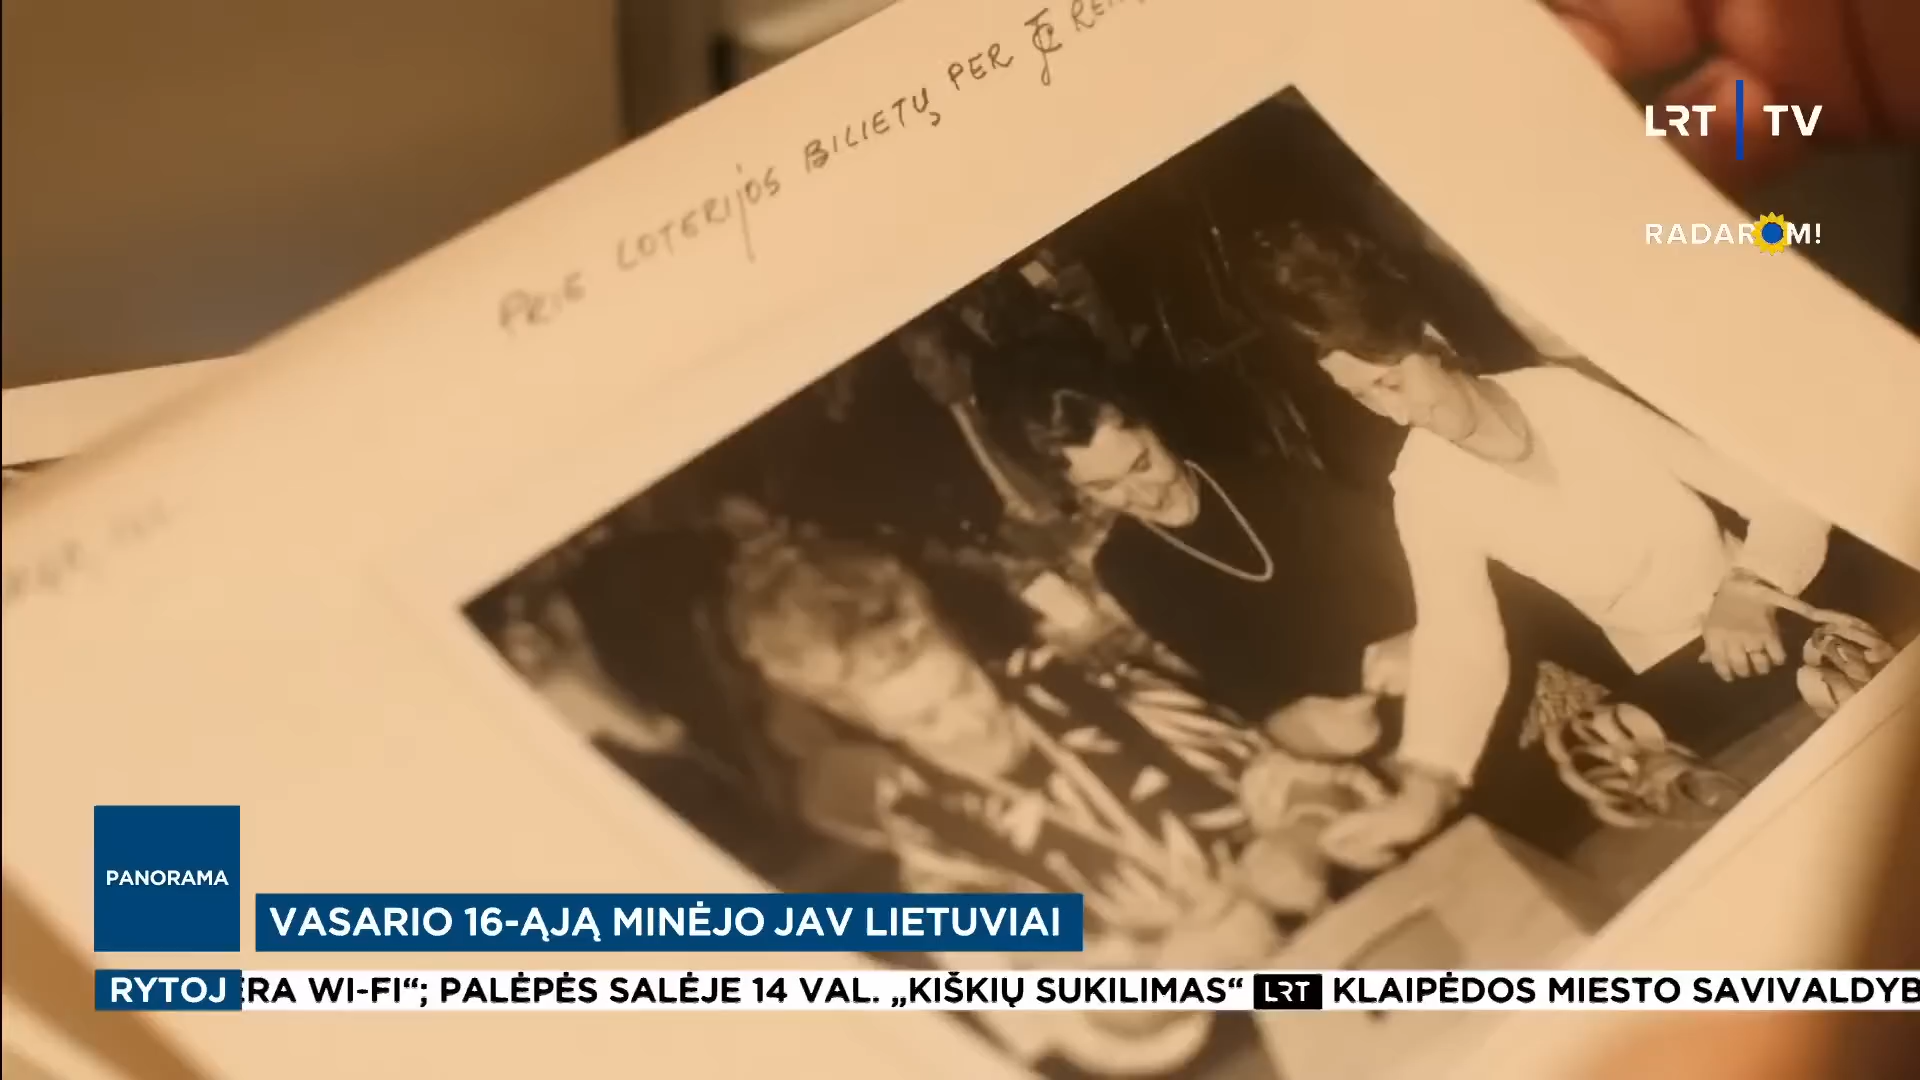 PRIE LOTERIJOS BILIETŲ PER
LRT TV
RADAROM!
PANORAMA
VASARIO 16-ĄJĄ MINĖJO JAV LIETUVIAI
RYTOJ ERA WI-FI“; PALĖPĖS SALĖJE 14 VAL. „KIŠKIŲ SUKILIMAS“ LRT KLAIPĖDOS MIESTO SAVIVALDYB